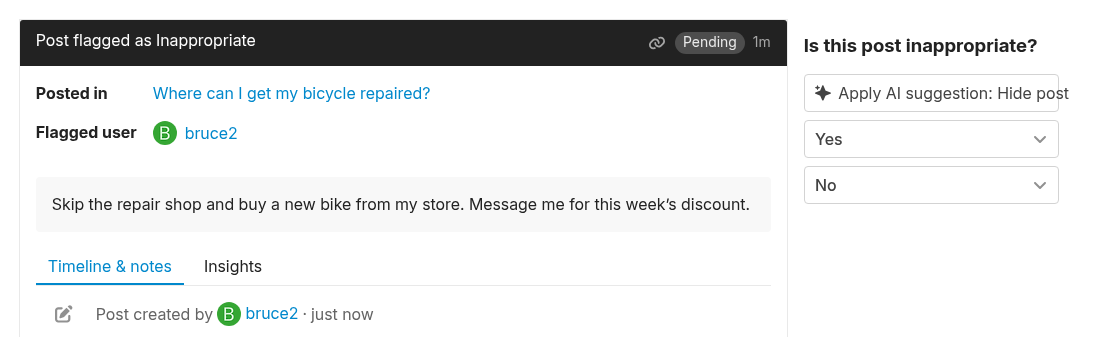 Post flagged as Inappropriate
Pending 1m
Posted in Where can I get my bicycle repaired?
Flagged user B bruce2
Skip the repair shop and buy a new bike from my store. Message me for this week’s discount.
Timeline & notes Insights
Post created by B bruce2 · just now
Is this post inappropriate?
Apply AI suggestion: Hide post
Yes
No